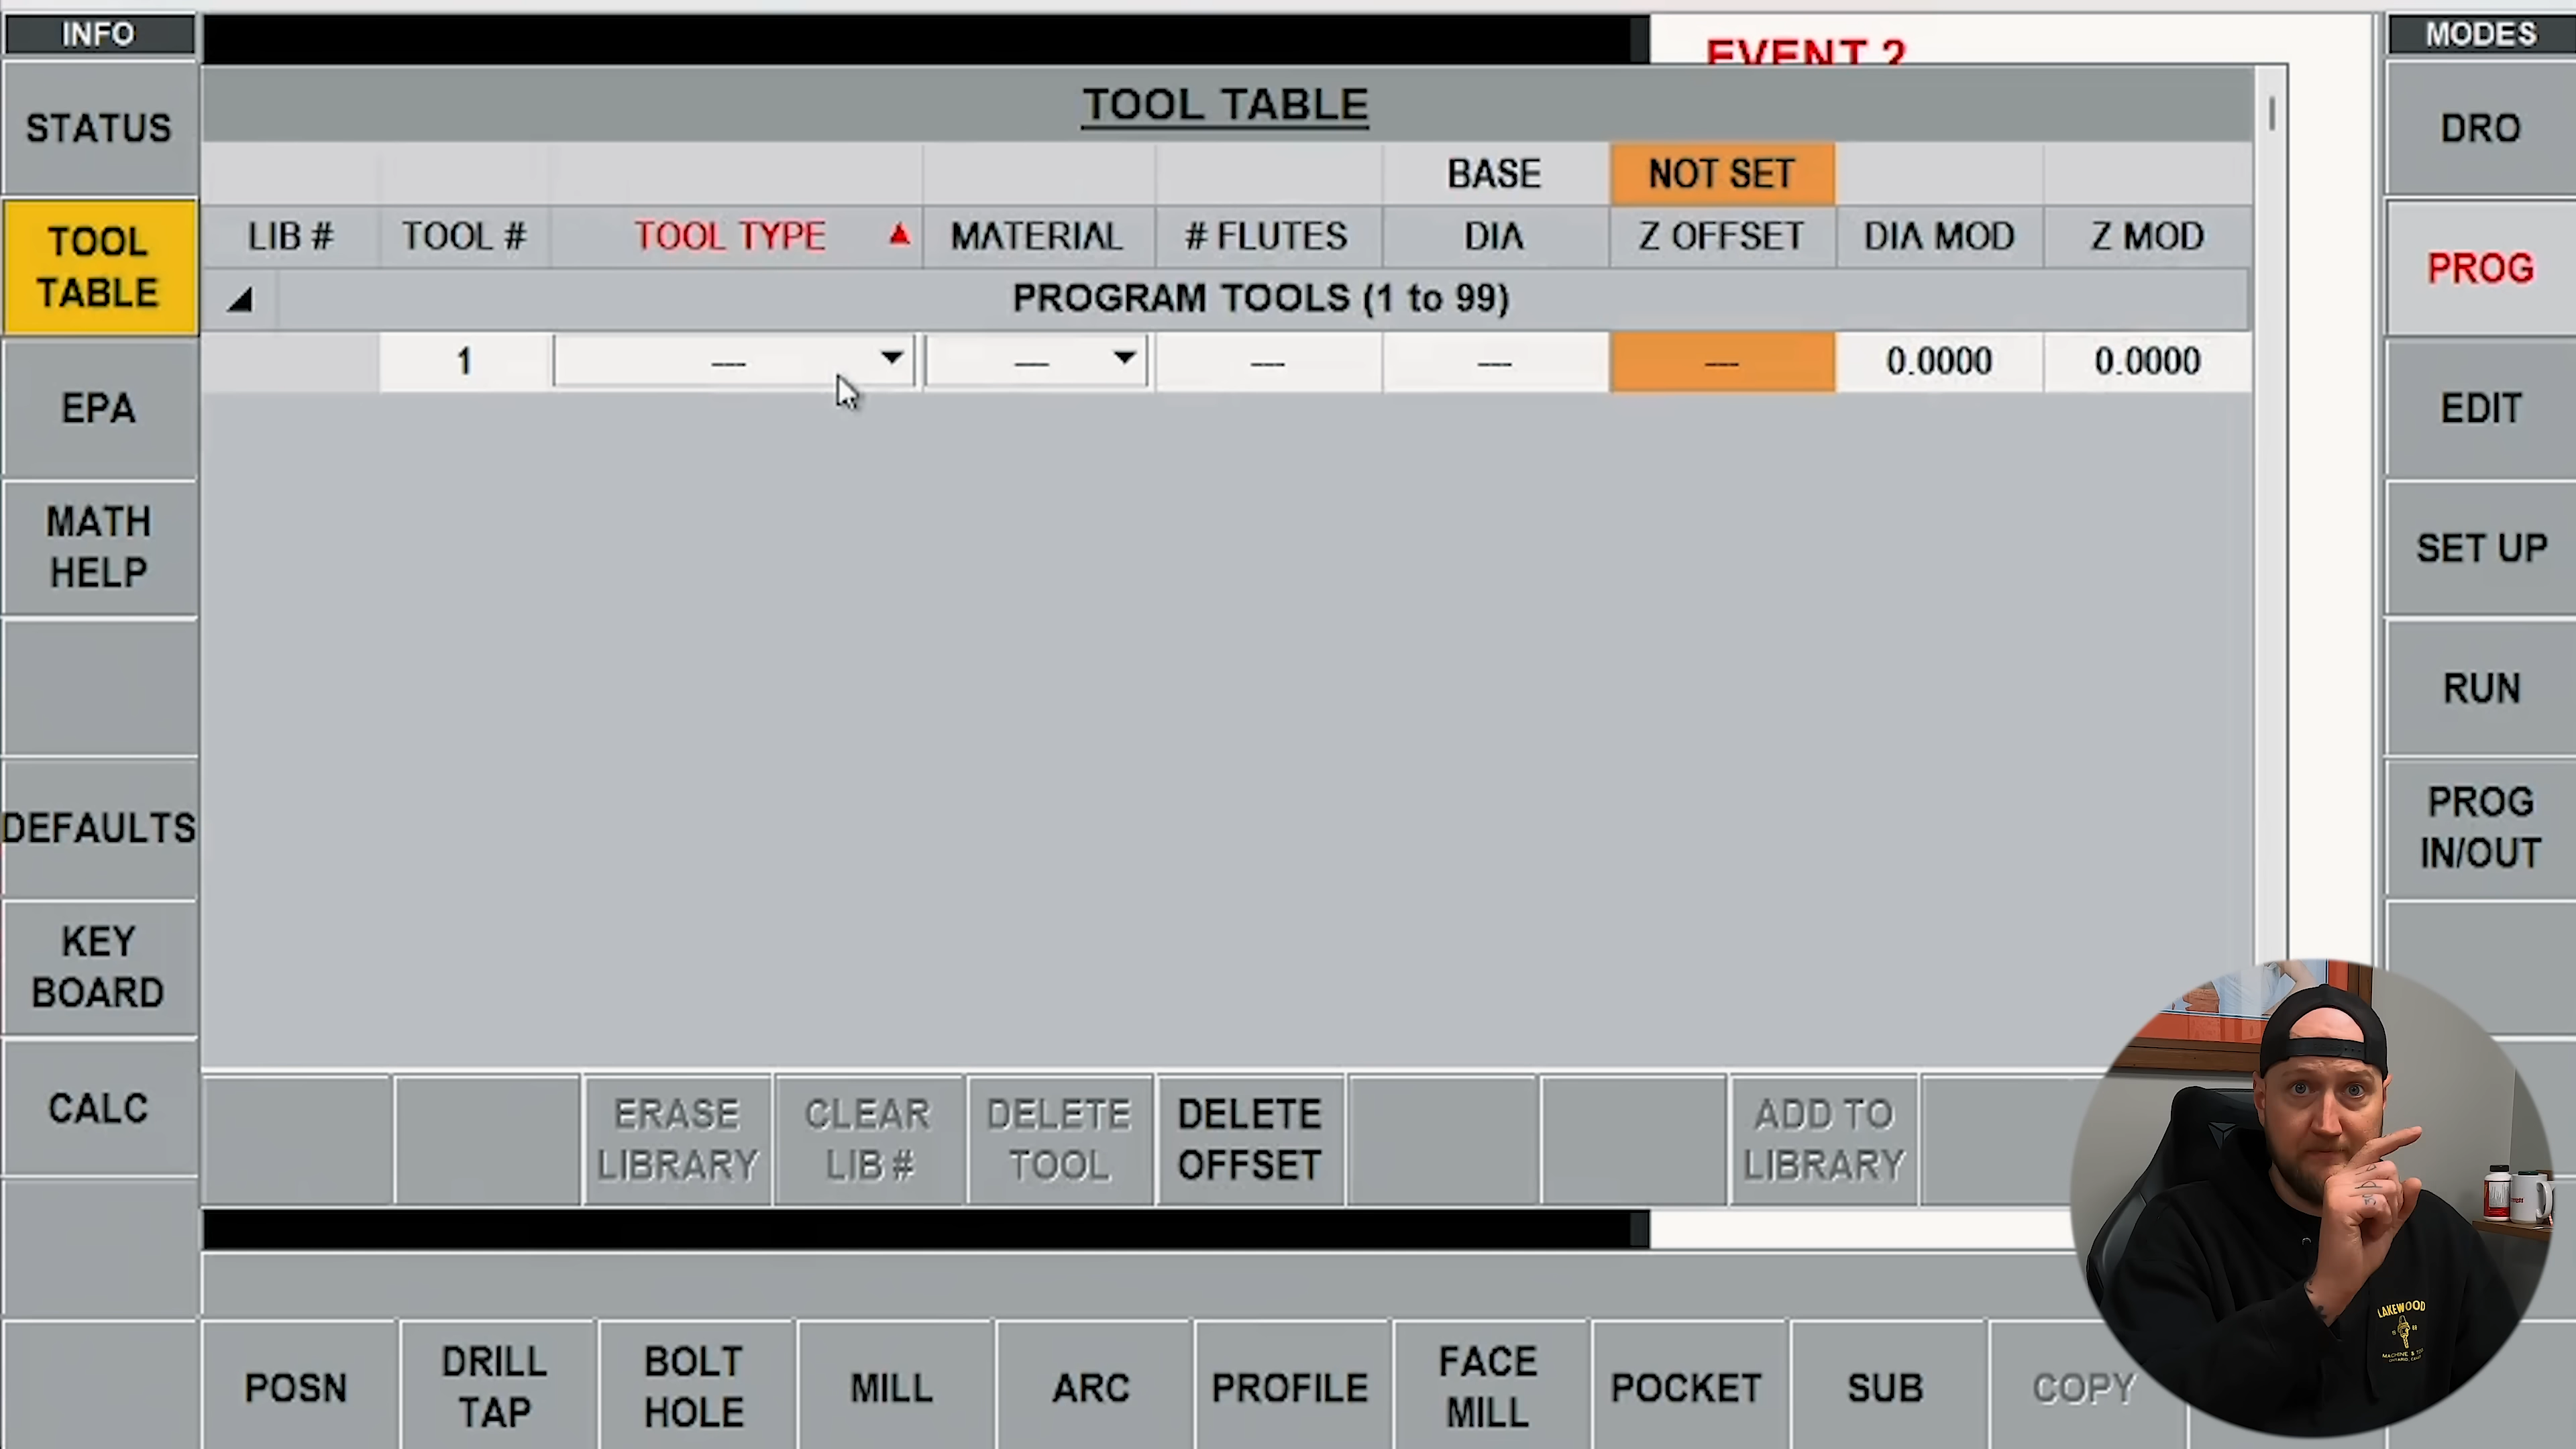 INFO
MODES
EVENT 2
STATUS
TOOL TABLE
DRO
BASE
NOT SET
LIB #
TOOL #
TOOL TYPE
MATERIAL
# FLUTES
DIA
Z OFFSET
DIA MOD
Z MOD
TOOL
TABLE
PROG
PROGRAM TOOLS (1 to 99)
1
---
---
---
---
---
0.0000
0.0000
EPA
EDIT
MATH
HELP
SET UP
RUN
DEFAULTS
PROG
IN/OUT
KEY
BOARD
CALC
ERASE
LIBRARY
CLEAR
LIB #
DELETE
TOOL
DELETE
OFFSET
ADD TO
LIBRARY
LAKEWOOD
POSN
DRILL
TAP
BOLT
HOLE
MILL
ARC
PROFILE
FACE
MILL
POCKET
SUB
COPY